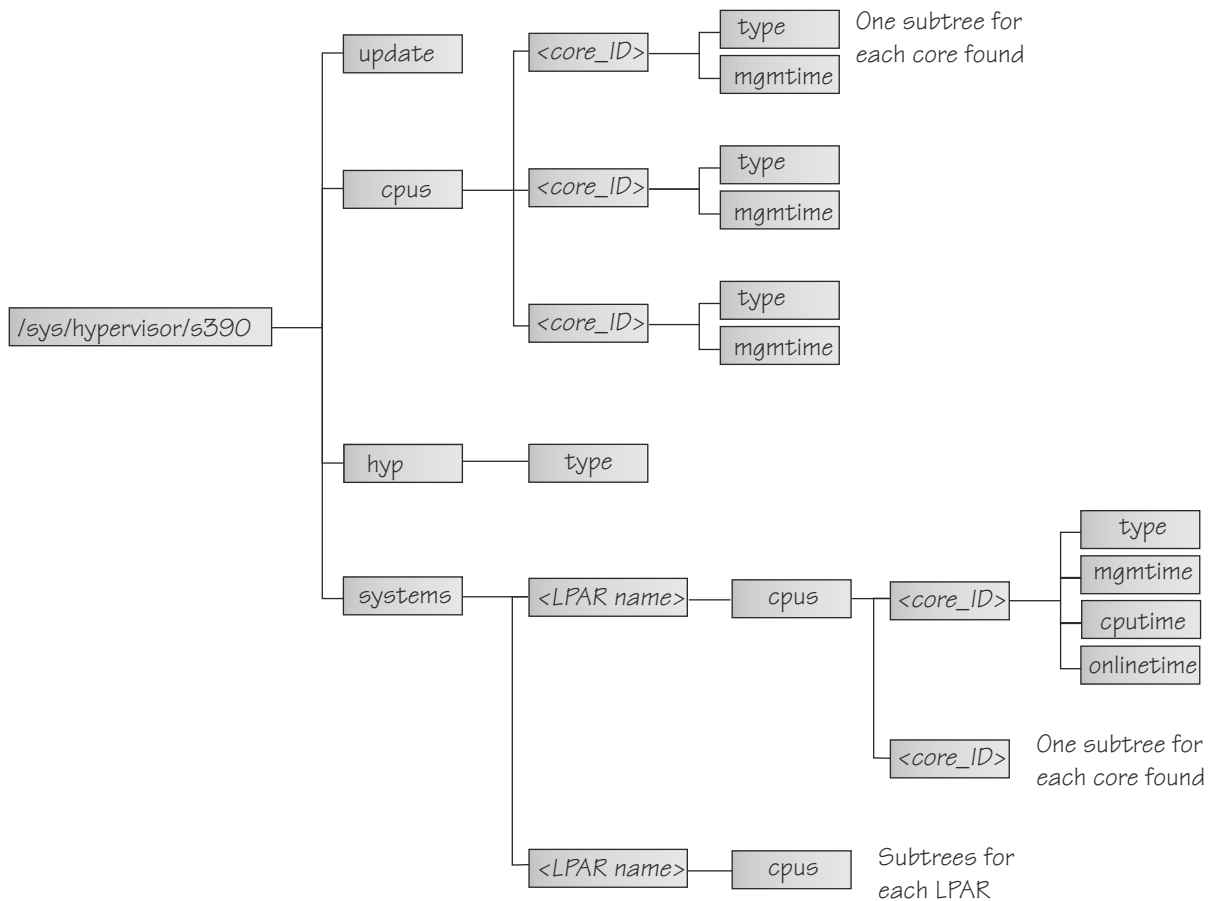 type
One subtree for
each core found
update
<core_ID>
mgmtime
type
cpus
<core_ID>
mgmtime
type
/sys/hypervisor/s390
<core_ID>
mgmtime
hyp
type
type
mgmtime
systems
<LPAR name>
cpus
<core_ID>
cputime
onlinetime
<core_ID>
One subtree for
each core found
<LPAR name>
cpus
Subtrees for
each LPAR